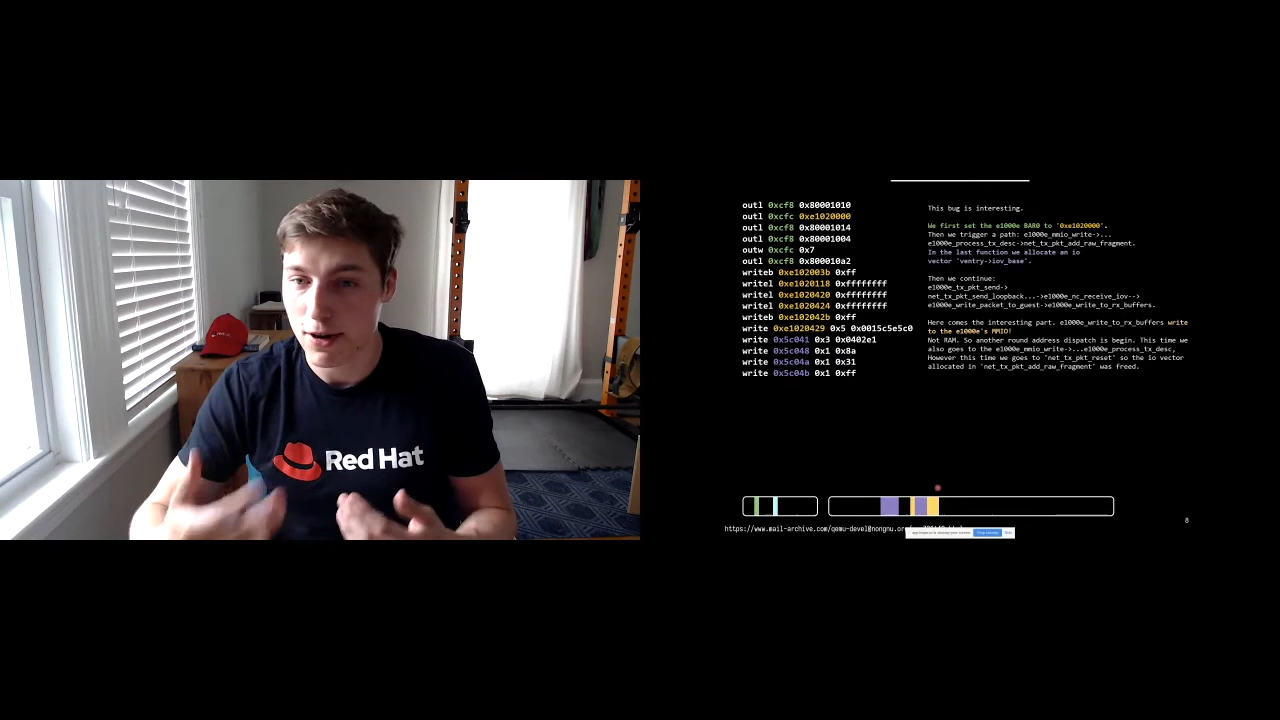 Red Hat
outl 0xcf8 0x80001010
outl 0xcfc 0xe1020000
outl 0xcf8 0x80001014
outl 0xcf8 0x80001004
outw 0xcfc 0x7
outl 0xcf8 0x800010a2
writeb 0xe102003b 0xff
writel 0xe1020118 0xffffffff
writel 0xe1020420 0xffffffff
writel 0xe1020424 0xffffffff
writeb 0xe102042b 0xff
write 0xe1020429 0x5 0x0015c5e5c0
write 0x5c041 0x3 0x0402e1
write 0x5c048 0x1 0x8a
write 0x5c04a 0x1 0x31
write 0x5c04b 0x1 0xff
This bug is interesting.
We first set the e1000e BAR0 to '0xe1020000'.
Then we trigger a path: e1000e_mmio_write->...
e1000e_process_tx_desc->net_tx_pkt_add_raw_fragment.
In the last function we allocate an io
vector 'ventry->iov_base'.
Then we continue:
e1000e_tx_pkt_send->
net_tx_pkt_send_loopback...->e1000e_nc_receive_iov-->
e1000e_write_packet_to_guest->e1000e_write_to_rx_buffers.
Here comes the interesting part. e1000e_write_to_rx_buffers write
to the e1000e's MMIO!
Not RAM. So another round address dispatch is begin. This time we
also goes to the e1000e_mmio_write->...e1000e_process_tx_desc,
However this time we goes to 'net_tx_pkt_reset' so the io vector
allocated in 'net_tx_pkt_add_raw_fragment' was freed.
https://www.mail-archive.com/qemu-devel@nongnu.org
8